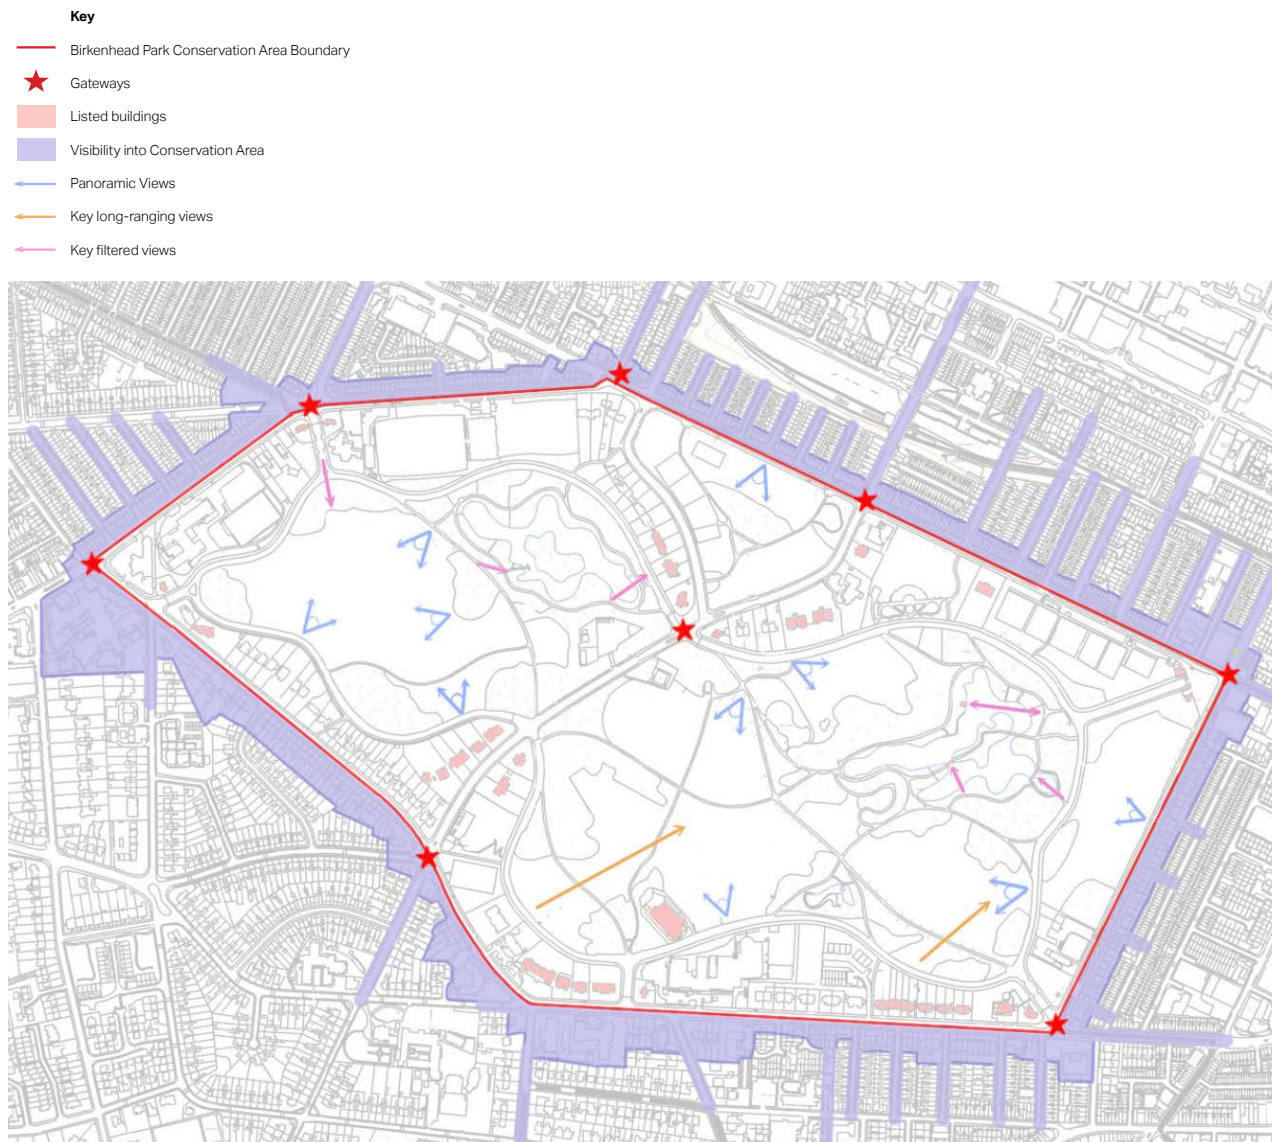 Key
Birkenhead Park Conservation Area Boundary
Gateways
Listed buildings
Visibility into Conservation Area
Panoramic Views
Key long-ranging views
Key filtered views